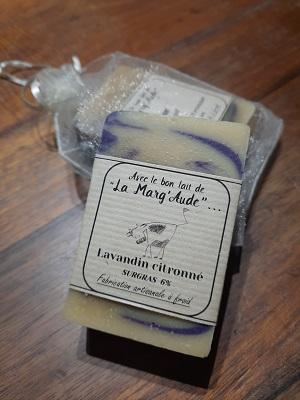 Avec le bon lait de
"La Marg'Aude"...
Lavandin citronné
SURGRAS 6%
Fabrication artisanale à froid